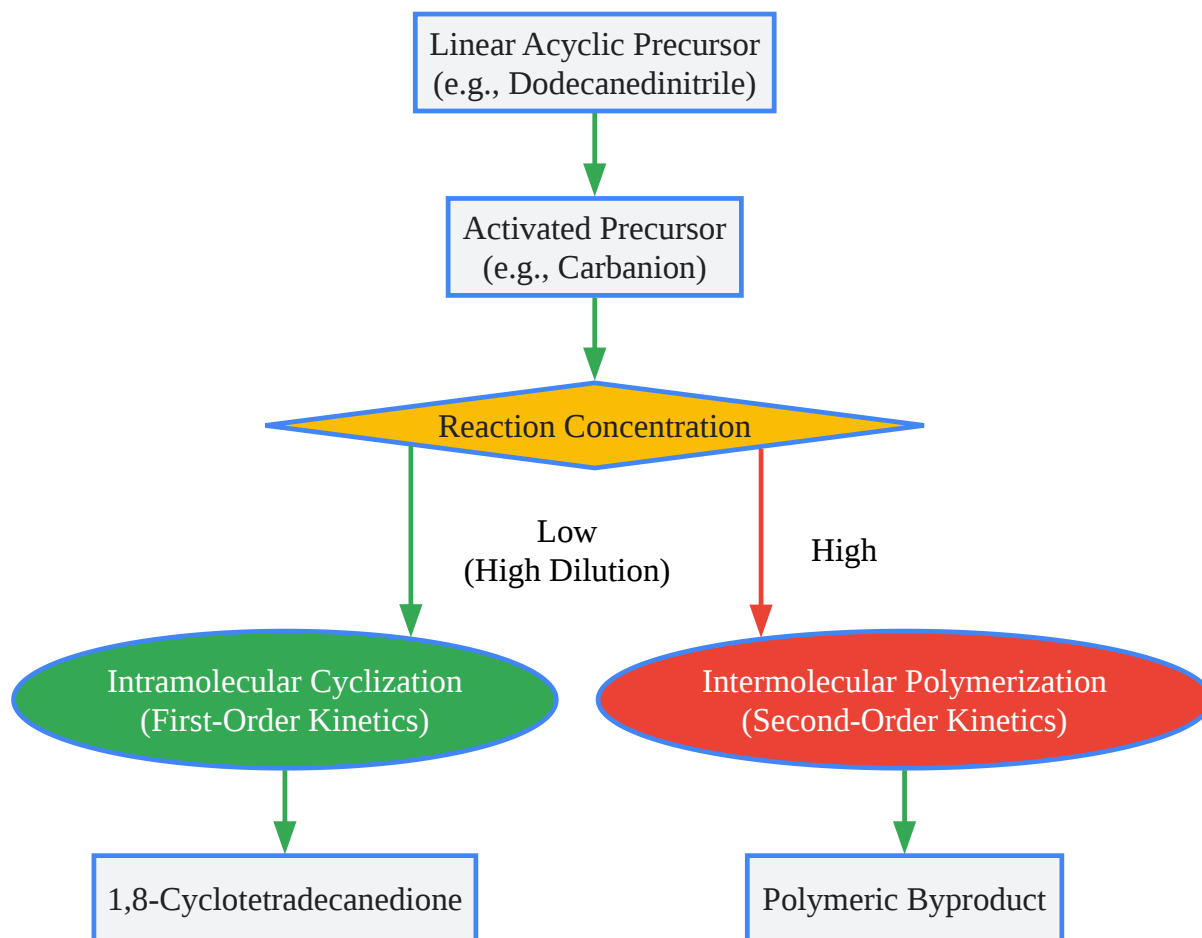 Linear Acyclic Precursor
(e.g., Dodecanedinitrile)
Activated Precursor
(e.g., Carbanion)
Reaction Concentration
Low
(High Dilution)
High
Intramolecular Cyclization
(First-Order Kinetics)
Intermolecular Polymerization
(Second-Order Kinetics)
1,8-Cyclotetradecanedione
Polymeric Byproduct